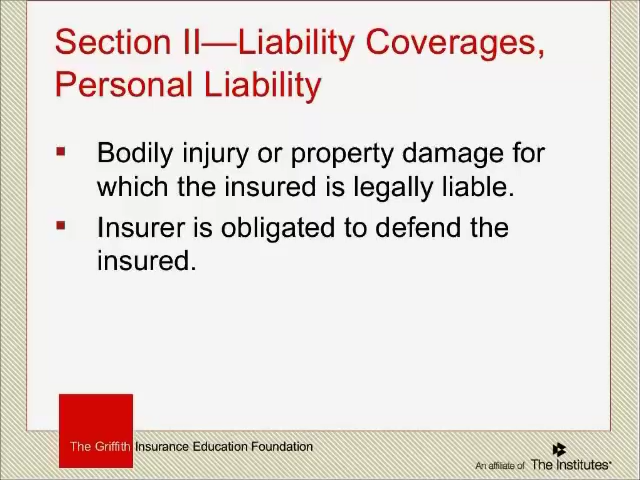 Section II—Liability Coverages,
Personal Liability
▪ Bodily injury or property damage for
which the insured is legally liable.
▪ Insurer is obligated to defend the
insured.
The Griffith Insurance Education Foundation
An affiliate of The Institutes